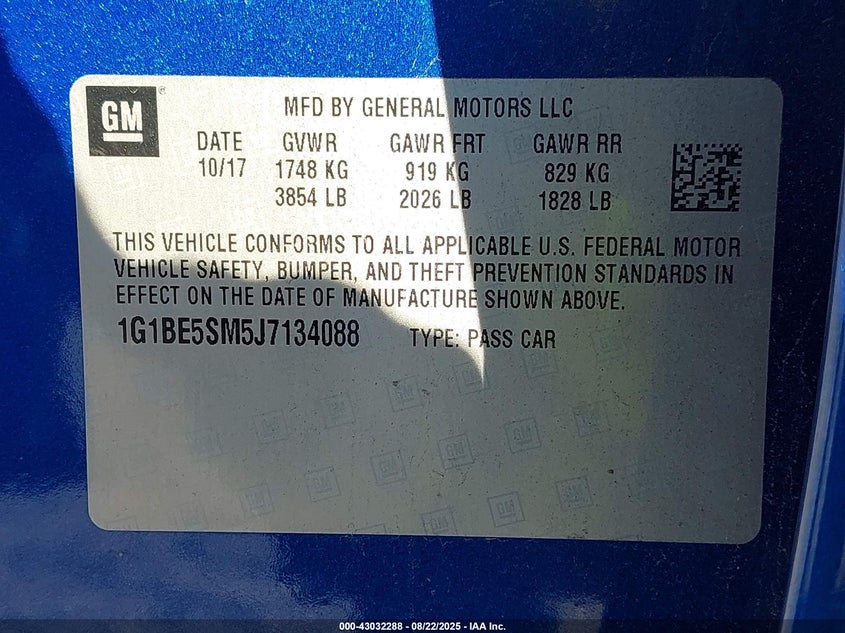 GM
®
MFD BY GENERAL MOTORS LLC
DATE GVWR GAWR FRT GAWR RR
10/17 1748 KG 919 KG 829 KG
3854 LB 2026 LB 1828 LB
THIS VEHICLE CONFORMS TO ALL APPLICABLE U.S. FEDERAL MOTOR
VEHICLE SAFETY, BUMPER, AND THEFT PREVENTION STANDARDS IN
EFFECT ON THE DATE OF MANUFACTURE SHOWN ABOVE.
1G1BE5SM5J7134088 TYPE: PASS CAR
000-43032288 - 08/22/2025 - IAA Inc.